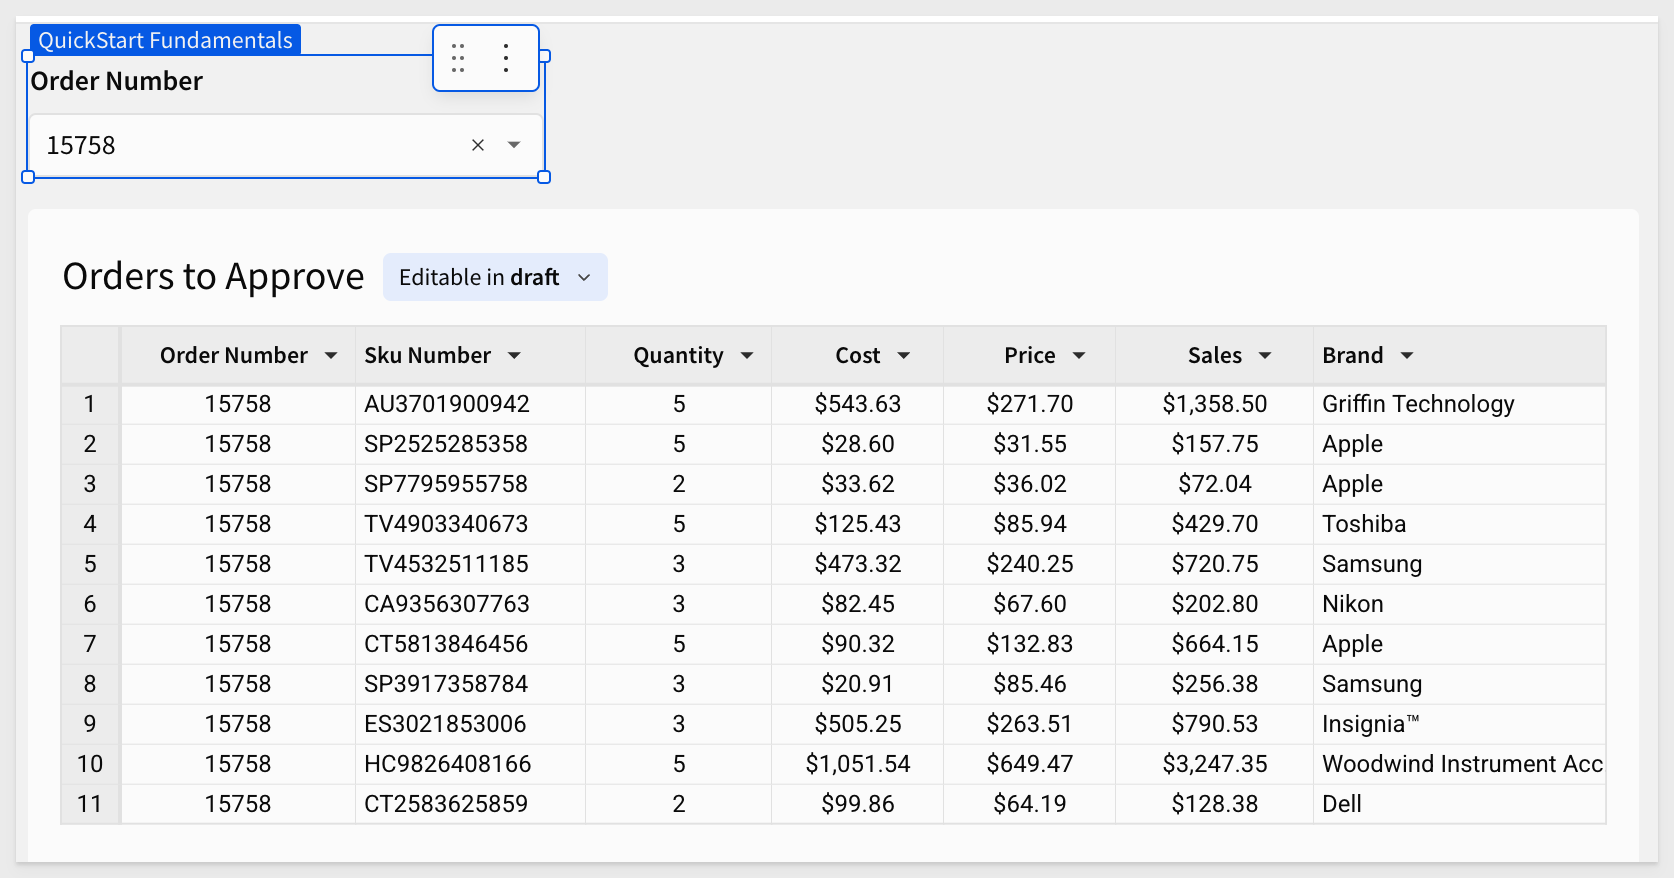 QuickStart Fundamentals
Order Number
15758
Orders to Approve Editable in draft
Order Number Sku Number Quantity Cost Price Sales Brand
1 15758 AU3701900942 5 $543.63 $271.70 $1,358.50 Griffin Technology
2 15758 SP2525285358 5 $28.60 $31.55 $157.75 Apple
3 15758 SP7795955758 2 $33.62 $36.02 $72.04 Apple
4 15758 TV4903340673 5 $125.43 $85.94 $429.70 Toshiba
5 15758 TV4532511185 3 $473.32 $240.25 $720.75 Samsung
6 15758 CA9356307763 3 $82.45 $67.60 $202.80 Nikon
7 15758 CT5813846456 5 $90.32 $132.83 $664.15 Apple
8 15758 SP3917358784 3 $20.91 $85.46 $256.38 Samsung
9 15758 ES3021853006 3 $505.25 $263.51 $790.53 Insignia™
10 15758 HC9826408166 5 $1,051.54 $649.47 $3,247.35 Woodwind Instrument Acc
11 15758 CT2583625859 2 $99.86 $64.19 $128.38 Dell